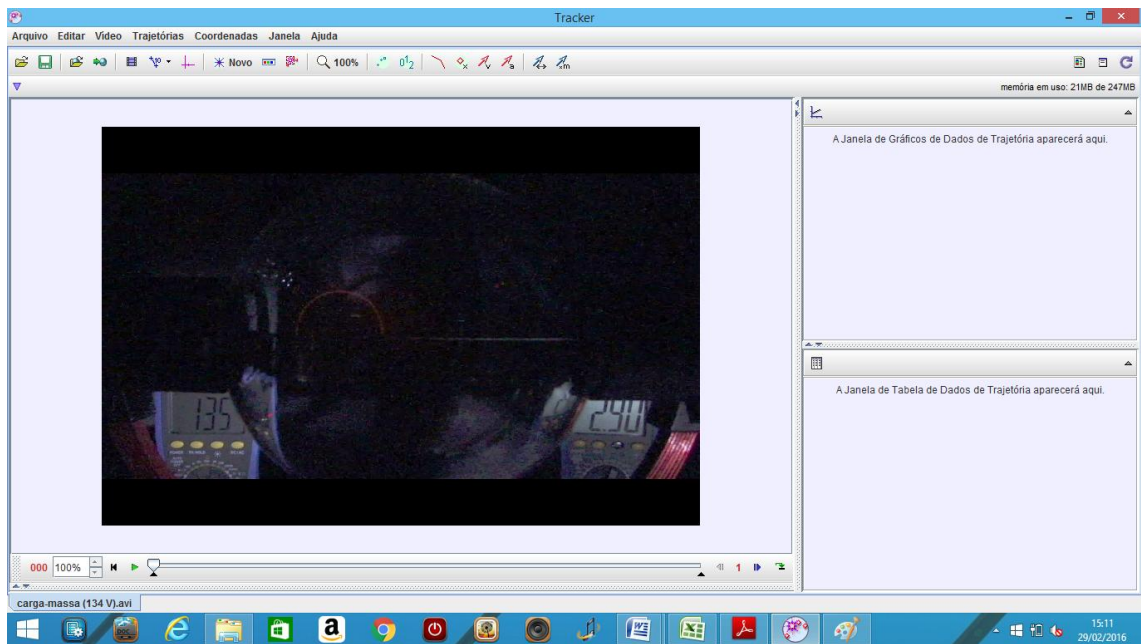 Tracker
Arquivo Editar Vídeo Trajetórias Coordenadas Janela Ajuda
Novo 100%
memória em uso: 21MB de 247MB
A Janela de Gráficos de Dados de Trajetória aparecerá aqui.
135
2.90
A Janela de Tabela de Dados de Trajetória aparecerá aqui.
000 100% 1
carga-massa (134 V).avi
15:11
29/02/2016